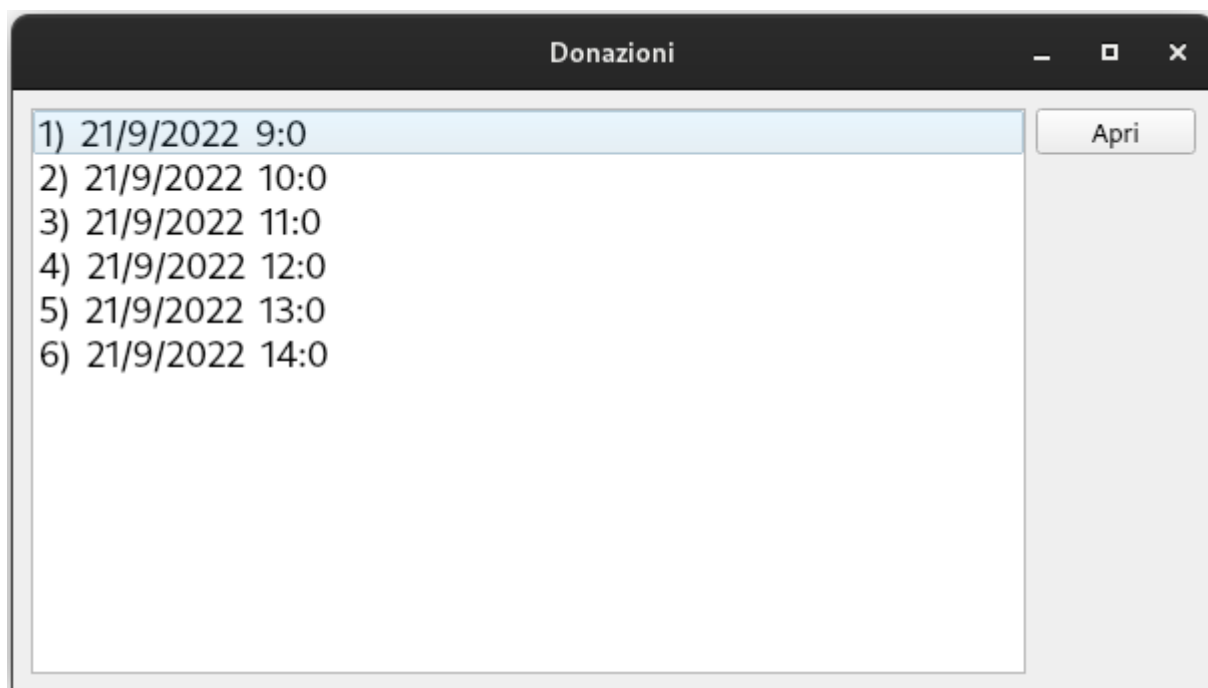 Donazioni
1) 21/9/2022 9:0
Apri
2) 21/9/2022 10:0
3) 21/9/2022 11:0
4) 21/9/2022 12:0
5) 21/9/2022 13:0
6) 21/9/2022 14:0